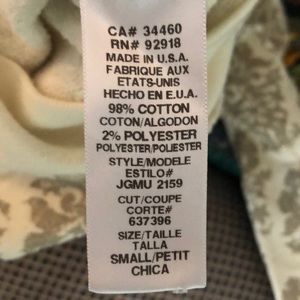 CA# 34460
RN# 92918
MADE IN U.S.A.
FABRIQUE AUX
ETATS-UNIS
HECHO EN E.U.A.
98% COTTON
COTON/ALGODON
2% POLYESTER
POLYESTER/POLIESTER
STYLE/MODELE
ESTILO#
JGMU 2159
CUT/COUPE
CORTE#
637396
SIZE/TAILLE
TALLA
SMALL/PETIT
CHICA